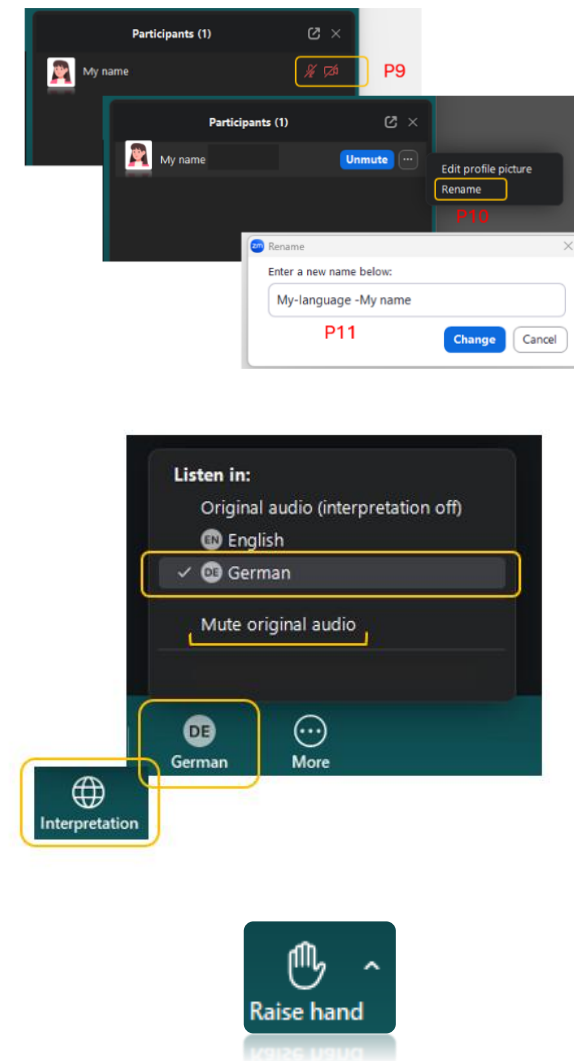 Participants (1)
My name
P9
Participants (1)
My name
Unmute
Edit profile picture
Rename
P10
zm Rename
Enter a new name below:
My-language -My name
P11
Change
Cancel
Listen in:
Original audio (interpretation off)
EN English
DE German
Mute original audio
DE
German
More
Interpretation
Raise hand